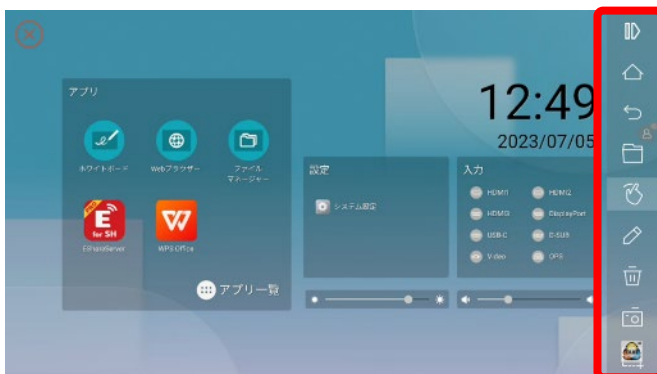 アプリ
ホワイトボード
Webブラウザー
ファイル
マネージャー
PRO
E
for SH
EShareServer
WPS Office
アプリ一覧
12:49
2023/07/05
設定
システム設定
入力
HDMI1
HDMI2
HDMI3
DisplayPort
USB-C
D-SUB
Video
OPS